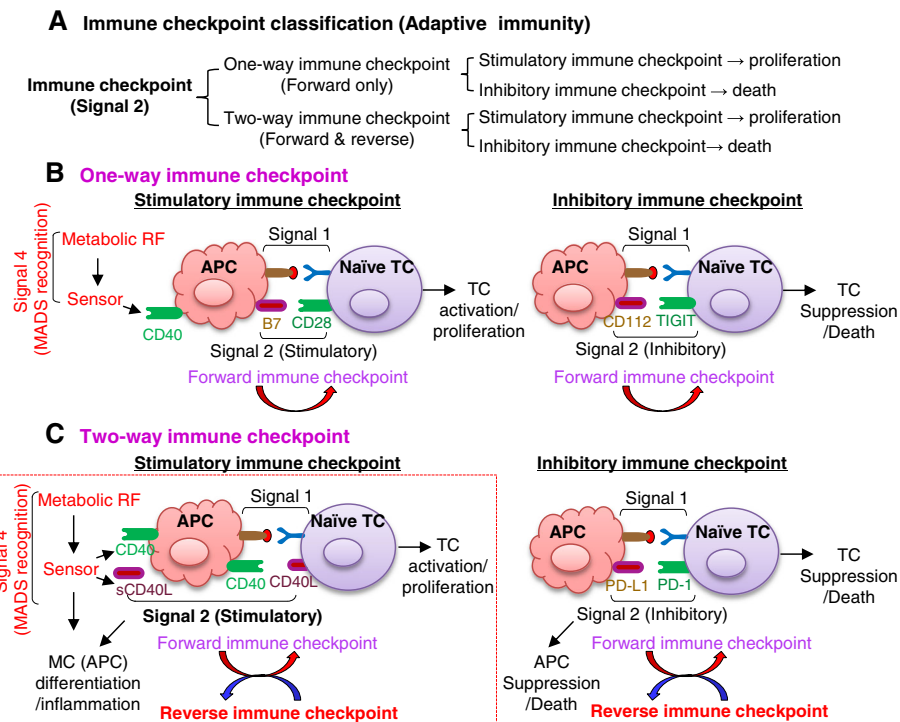 A Immune checkpoint classification (Adaptive immunity)
Immune checkpoint
(Signal 2)
One-way immune checkpoint
(Forward only)
Stimulatory immune checkpoint → proliferation
Inhibitory immune checkpoint → death
Two-way immune checkpoint
(Forward & reverse)
Stimulatory immune checkpoint → proliferation
Inhibitory immune checkpoint→ death
B One-way immune checkpoint
Stimulatory immune checkpoint
Signal 4
(MADS recognition)
Metabolic RF
Sensor
CD40
APC
Signal 1
Naïve TC
B7
CD28
Signal 2 (Stimulatory)
Forward immune checkpoint
TC
activation/
proliferation
Inhibitory immune checkpoint
APC
Signal 1
Naïve TC
CD112
TIGIT
Signal 2 (Inhibitory)
Forward immune checkpoint
TC
Suppression
/Death
C Two-way immune checkpoint
Stimulatory immune checkpoint
Signal 4
(MADS recognition)
Metabolic RF
Sensor
CD40
sCD40L
APC
Signal 1
Naïve TC
CD40
CD40L
Signal 2 (Stimulatory)
TC
activation/
proliferation
MC (APC)
differentiation
/inflammation
Forward immune checkpoint
Reverse immune checkpoint
Inhibitory immune checkpoint
APC
Signal 1
Naïve TC
PD-L1
PD-1
Signal 2 (Inhibitory)
TC
Suppression
/Death
APC
Suppression
/Death
Forward immune checkpoint
Reverse immune checkpoint